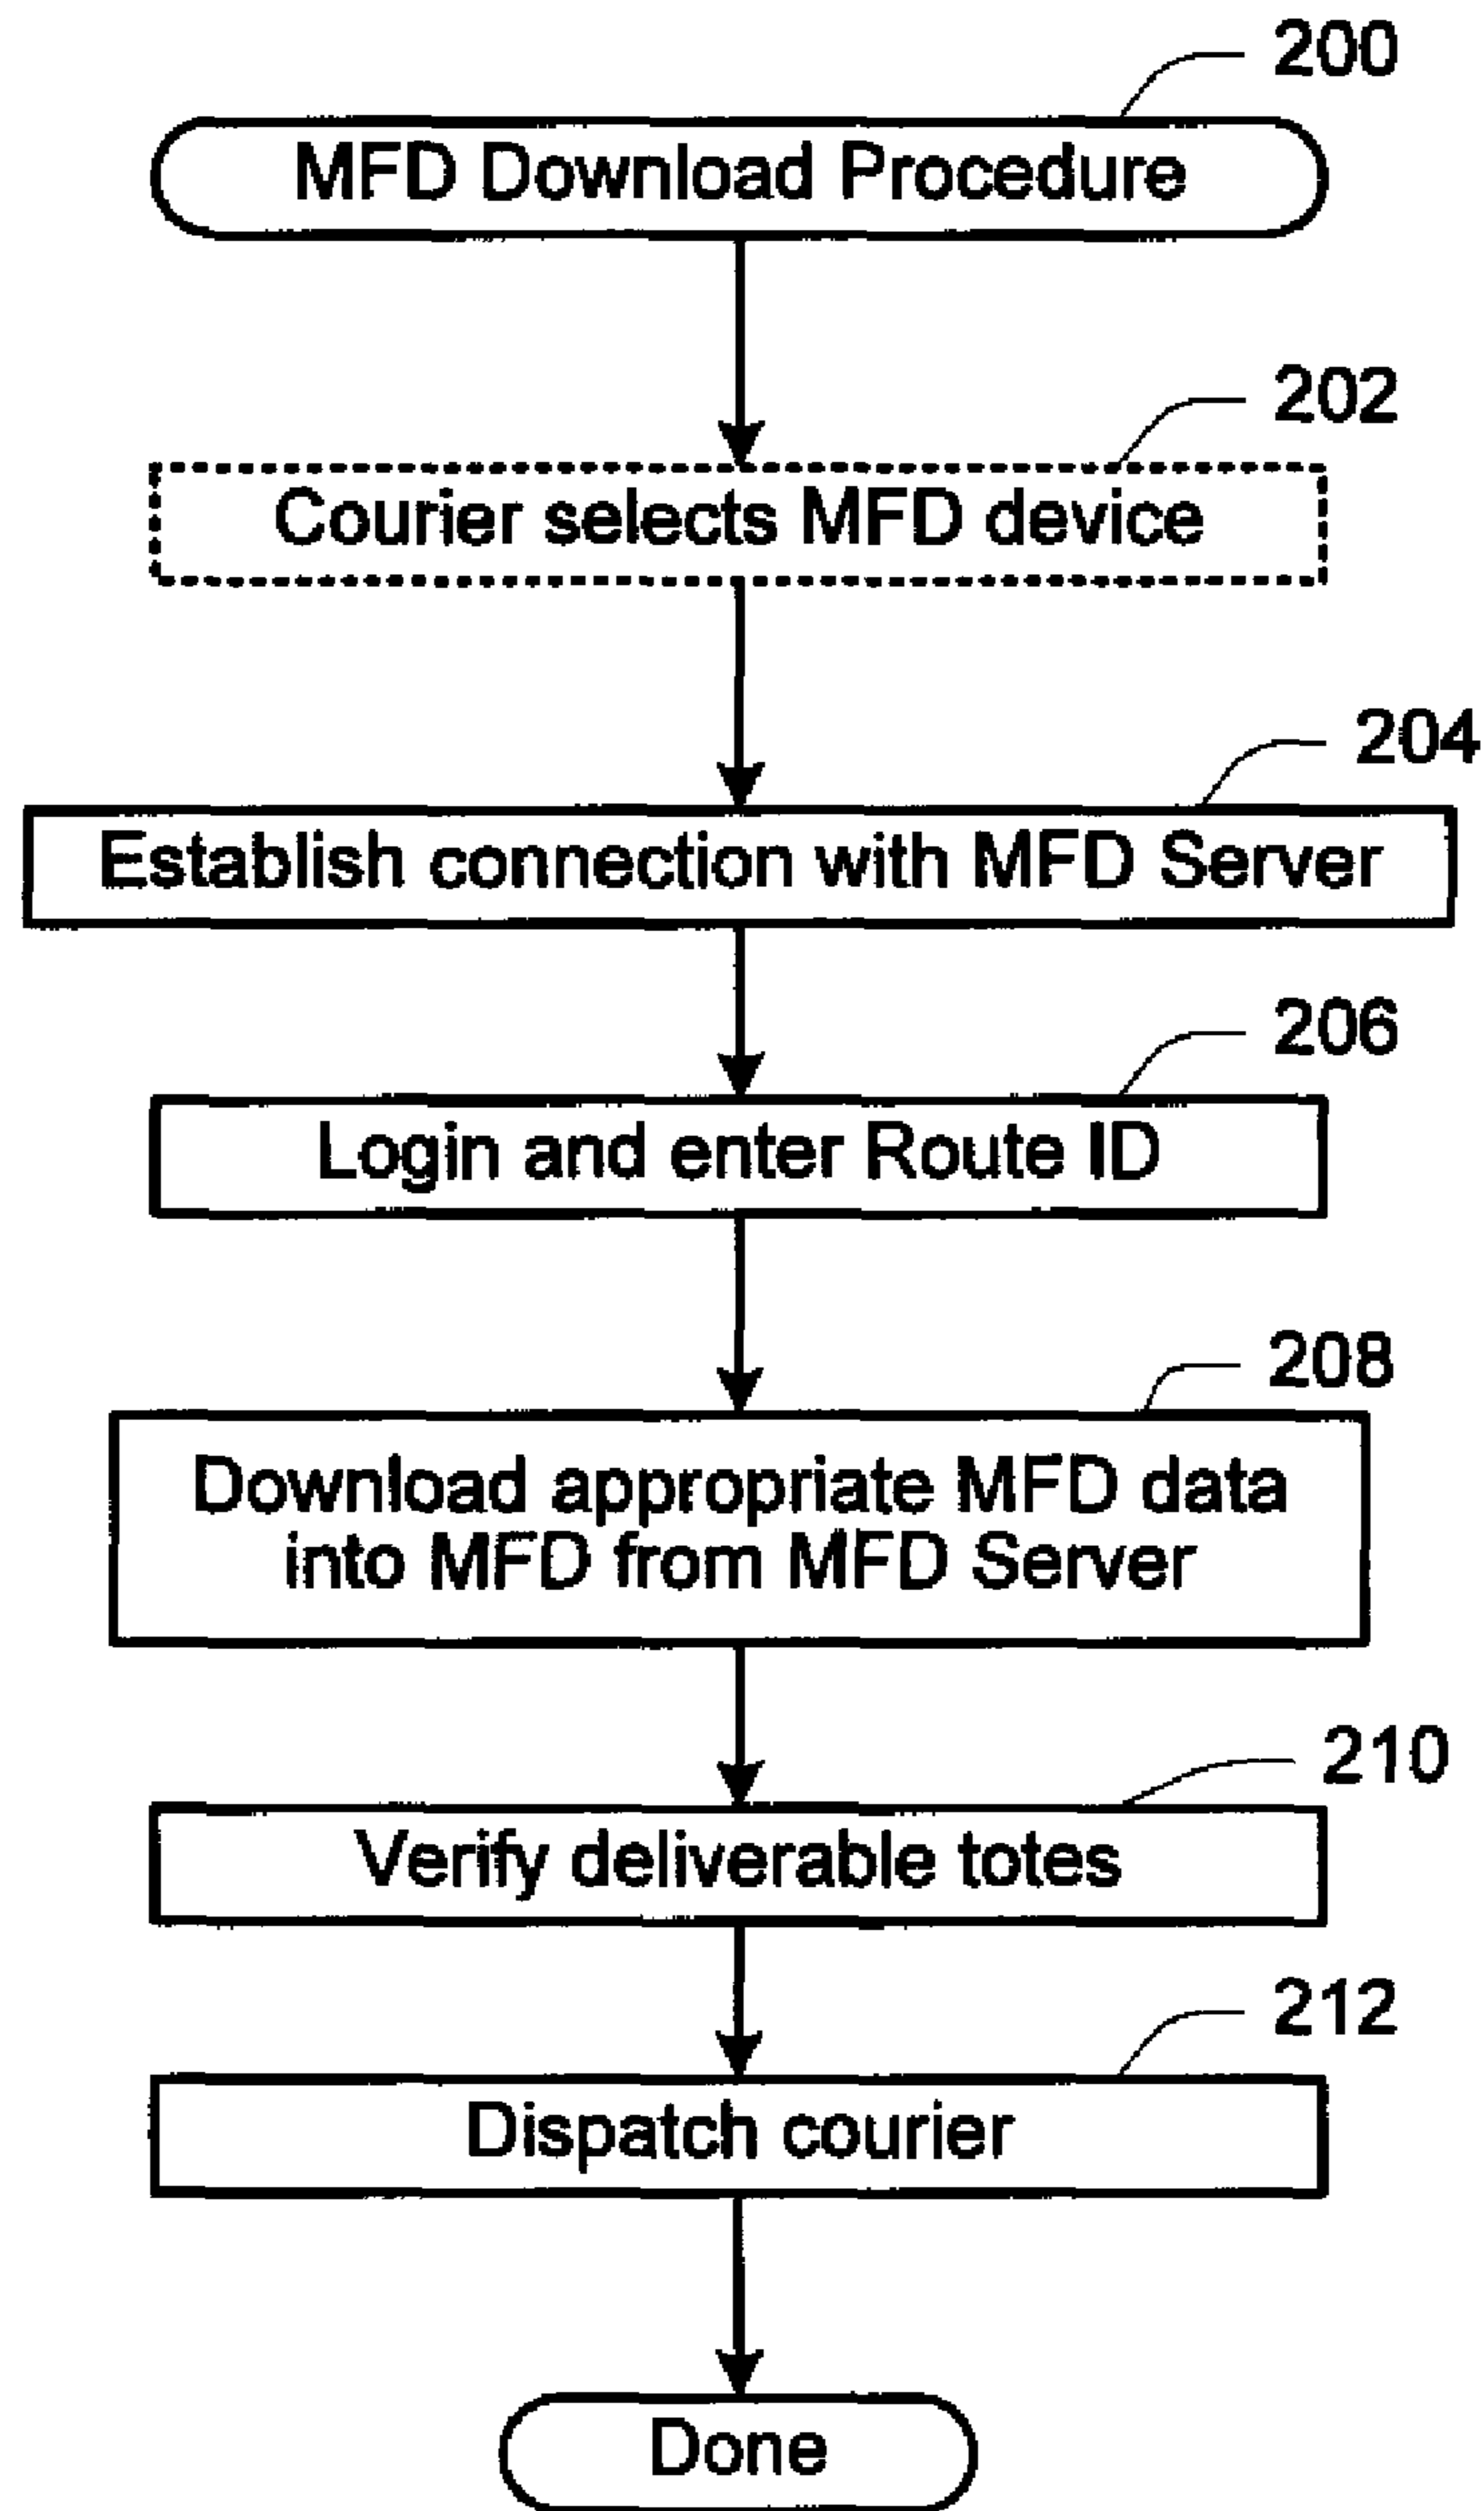 200
MFD Download Procedure
202
Courier selects MFD device
204
Establish connection with MFD Server
206
Login and enter Route ID
208
Download appropriate MFD data
into MFD from MFD Server
210
Verify deliverable totes
212
Dispatch courier
Done